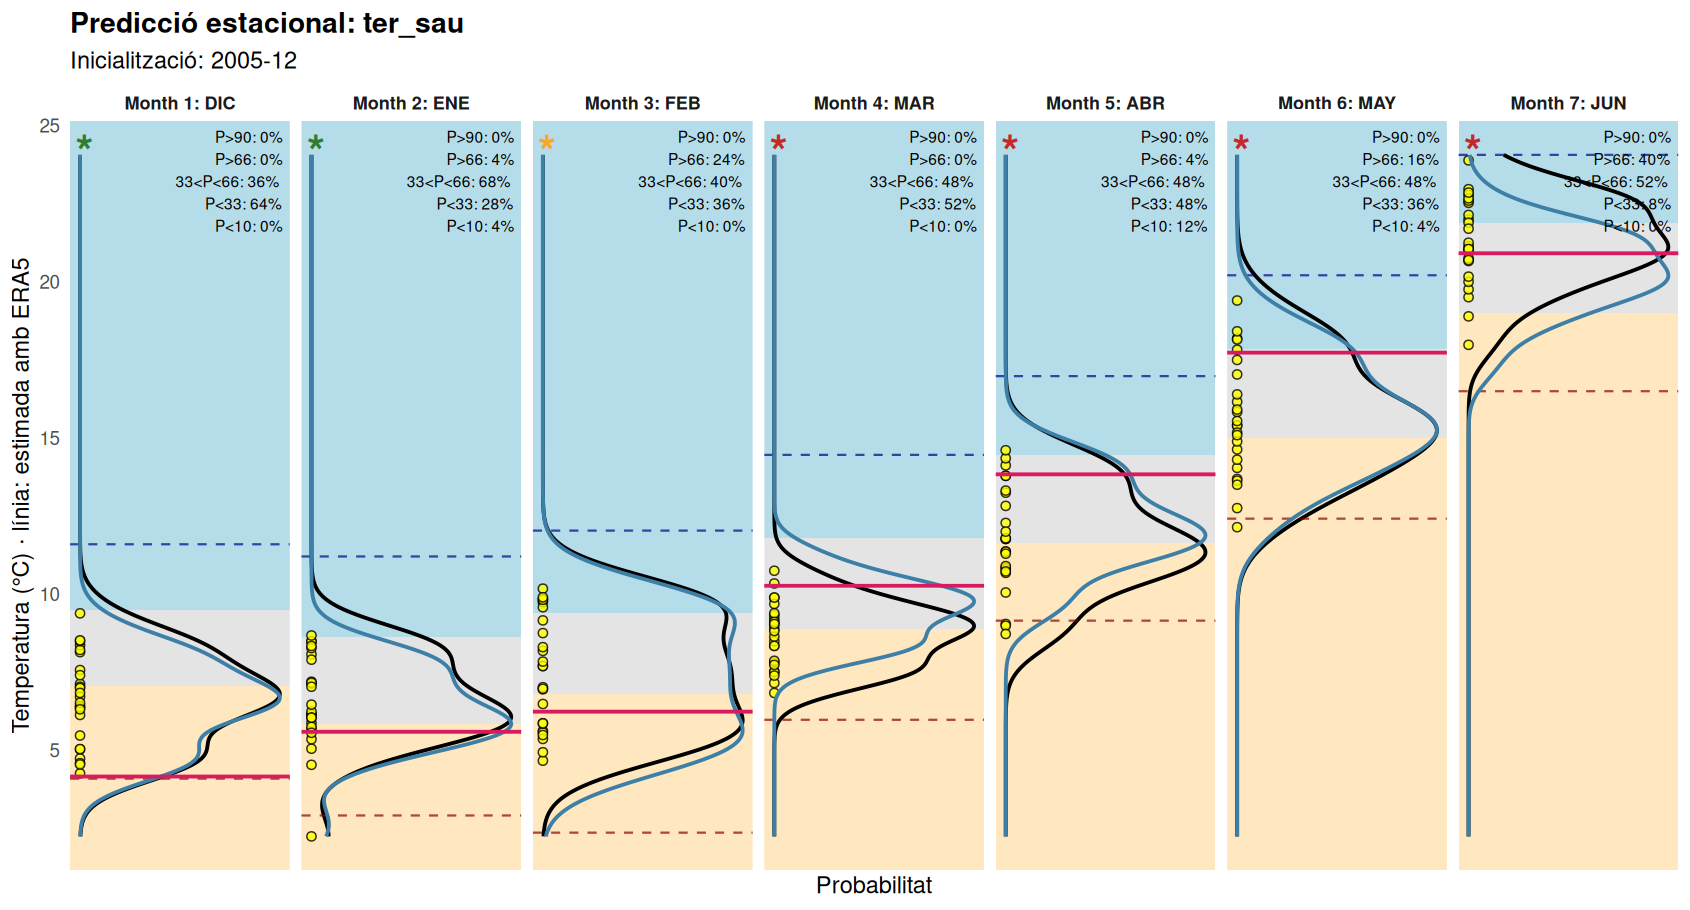 Predicció estacional: ter_sau
Inicialització: 2005-12
Month 1: DIC
Month 2: ENE
Month 3: FEB
Month 4: MAR
Month 5: ABR
Month 6: MAY
Month 7: JUN
Temperatura (°C) · línia: estimada amb ERA5
25
20
15
10
5
*
P>90: 0%
P>66: 0%
33<P<66: 36%
P<33: 64%
P<10: 0%
*
P>90: 0%
P>66: 4%
33<P<66: 68%
P<33: 28%
P<10: 4%
*
P>90: 0%
P>66: 24%
33<P<66: 40%
P<33: 36%
P<10: 0%
*
P>90: 0%
P>66: 0%
33<P<66: 48%
P<33: 52%
P<10: 0%
*
P>90: 0%
P>66: 4%
33<P<66: 48%
P<33: 48%
P<10: 12%
*
P>90: 0%
P>66: 16%
33<P<66: 48%
P<33: 36%
P<10: 4%
*
P>90: 0%
P>66: 40%
33<P<66: 52%
P<33: 8%
P<10: 0%
Probabilitat